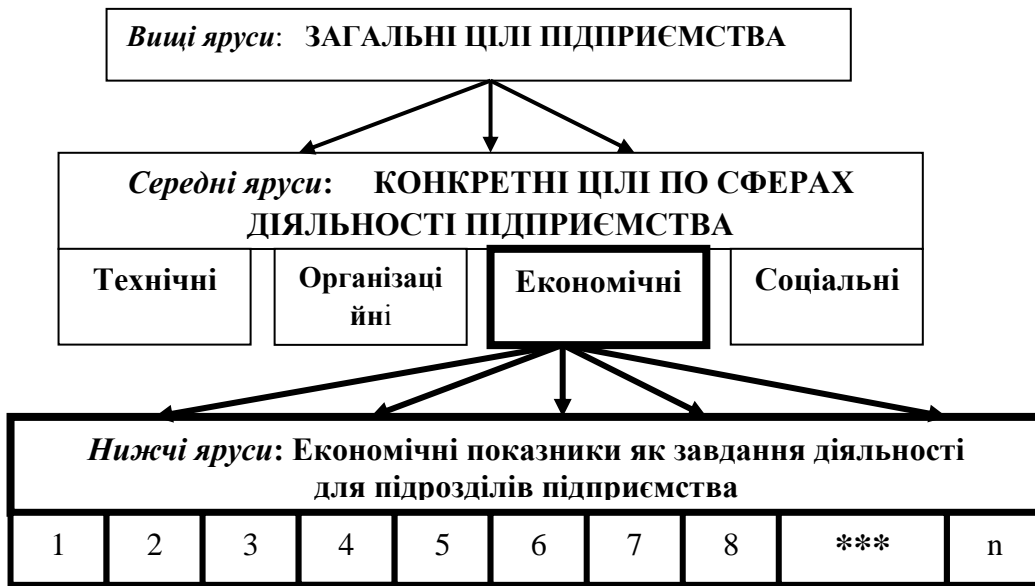 Вищі яруси: ЗАГАЛЬНІ ЦІЛІ ПІДПРИЄМСТВА
Середні яруси: КОНКРЕТНІ ЦІЛІ ПО СФЕРАХ
ДІЯЛЬНОСТІ ПІДПРИЄМСТВА
Технічні
Організаці
йні
Економічні
Соціальні
Нижчі яруси: Економічні показники як завдання діяльності
для підрозділів підприємства
1 2 3 4 5 6 7 8 *** n